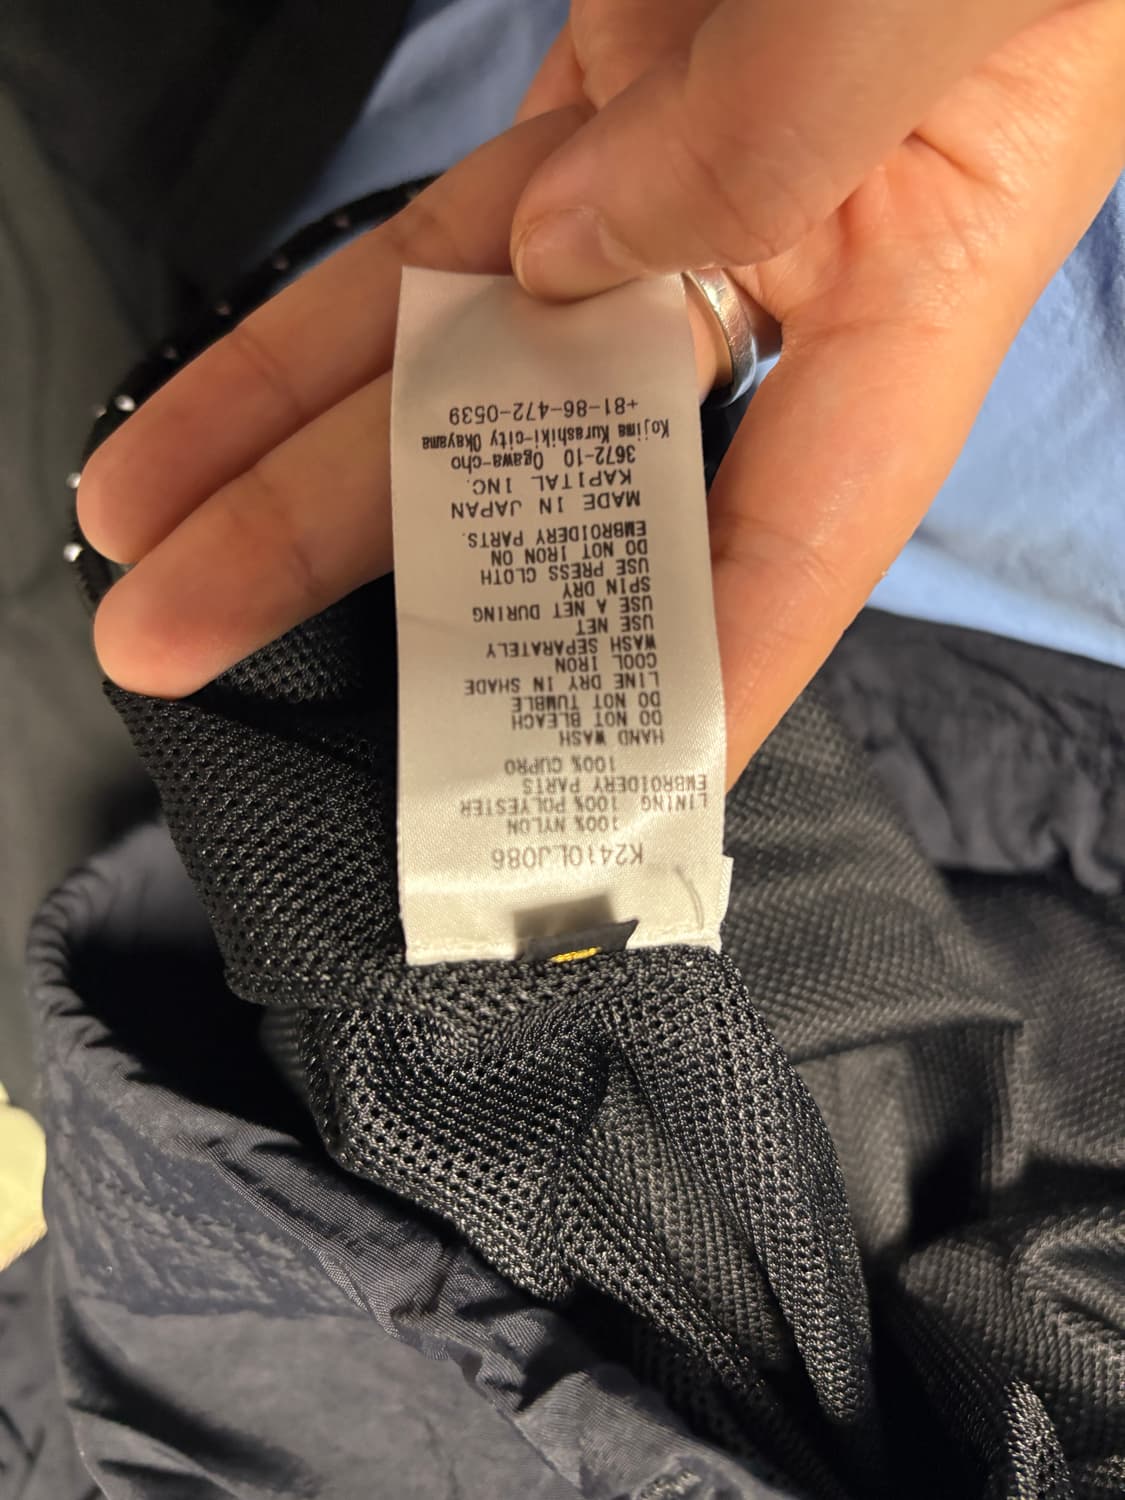 K2410LJ086
100% NYLON
LINING 100% POLYESTER
EMBROIDERY PARTS
100% CUPRO
HAND WASH
DO NOT BLEACH
DO NOT TUMBLE
LINE DRY IN SHADE
COOL IRON
WASH SEPARATELY
USE NET
USE A NET DURING
SPIN DRY
USE PRESS CLOTH
DO NOT IRON ON
EMBROIDERY PARTS.
MADE IN JAPAN
KAPITAL INC.
3672-10 Ogawa-cho
Kojima Kurashiki-city Okayama
+81-86-472-0539